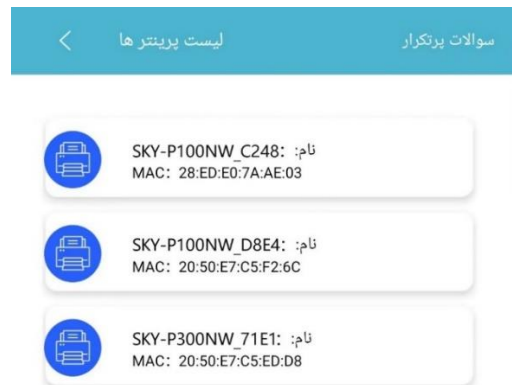 سوالات پرتکرار
لیست پرینتر ها
نام: SKY-P100NW_C248:
MAC: 28:ED:E0:7A:AE:03
نام: SKY-P100NW_D8E4:
MAC: 20:50:E7:C5:F2:6C
نام: SKY-P300NW_71E1:
MAC: 20:50:E7:C5:ED:D8